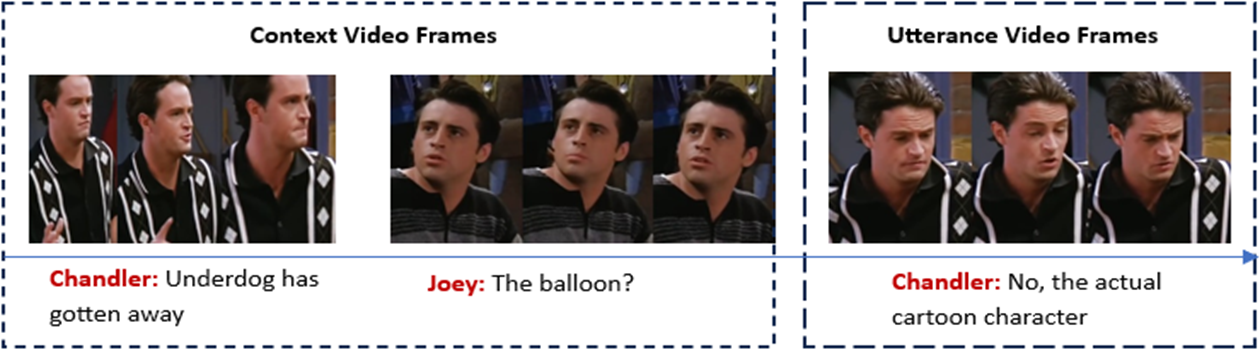 Context Video Frames
Utterance Video Frames
Chandler: Underdog has
gotten away
Joey: The balloon?
Chandler: No, the actual
cartoon character